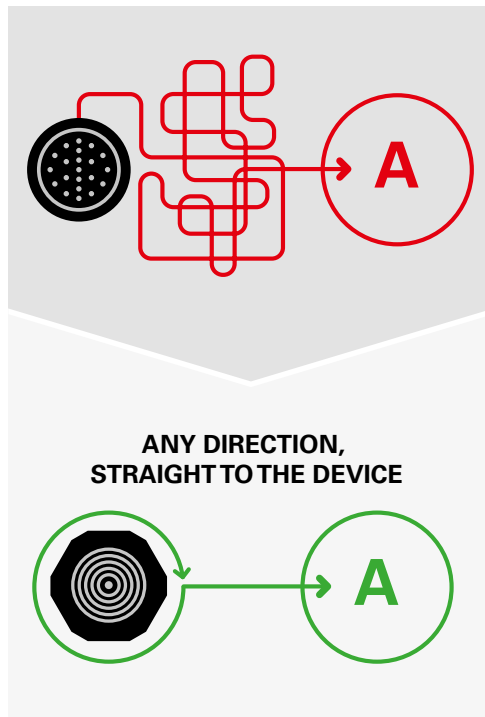 A
ANY DIRECTION,
STRAIGHT TO THE DEVICE
A